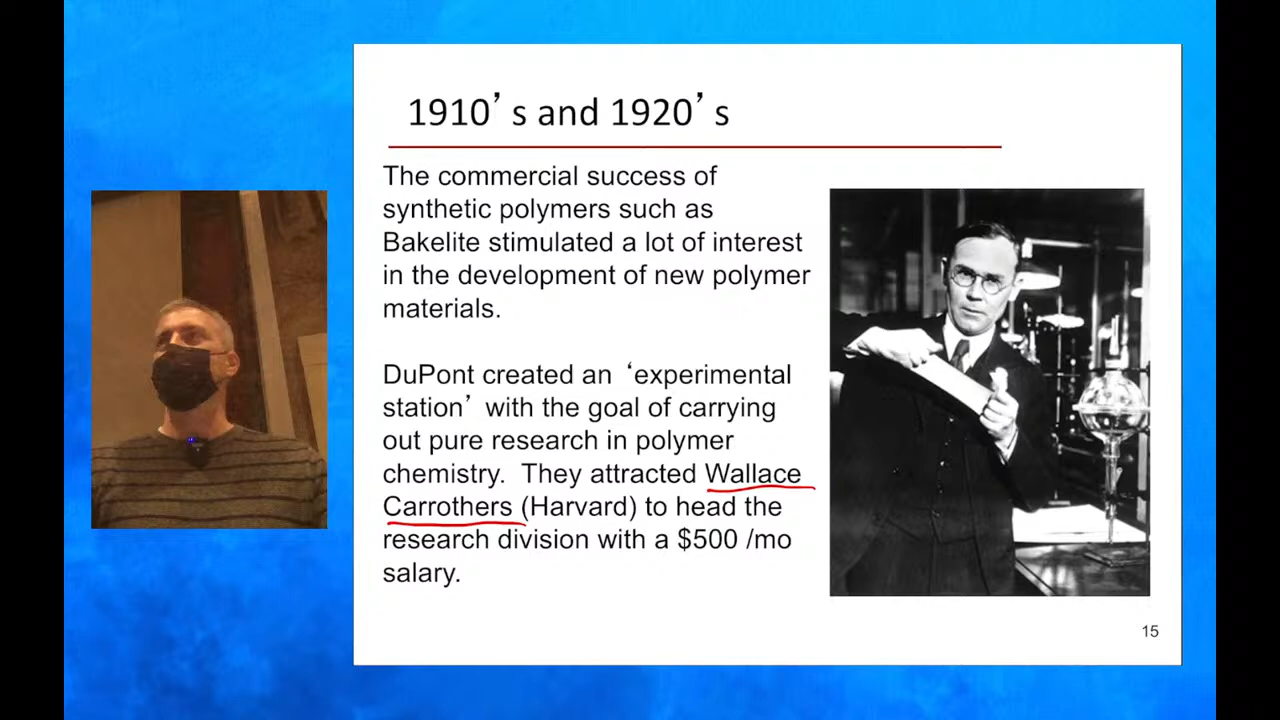 1910’s and 1920’s
The commercial success of
synthetic polymers such as
Bakelite stimulated a lot of interest
in the development of new polymer
materials.
DuPont created an ‘experimental
station’ with the goal of carrying
out pure research in polymer
chemistry. They attracted Wallace
Carrothers (Harvard) to head the
research division with a $500 /mo
salary.
15